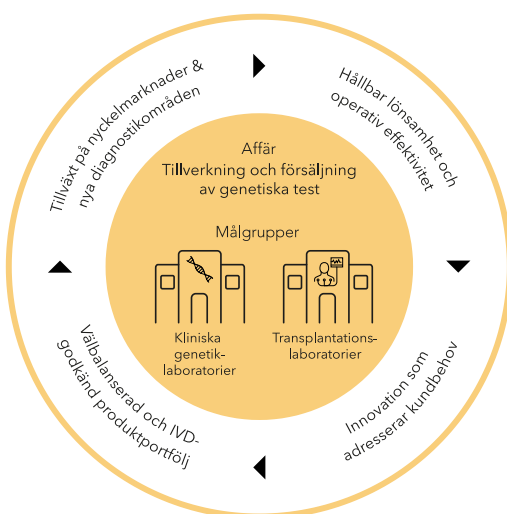 Tillväxt på nyckelmarknader &
nya diagnostikområden
Hållbar lönsamhet och
operativ effektivitet
Affär
Tillverkning och försäljning
av genetiska test
Målgrupper
Kliniska
genetik-
laboratorier
Transplantations-
laboratorier
Innovation som
adresserar kundbehov
Välbalanserad och IVD-
godkänd produktportfölj